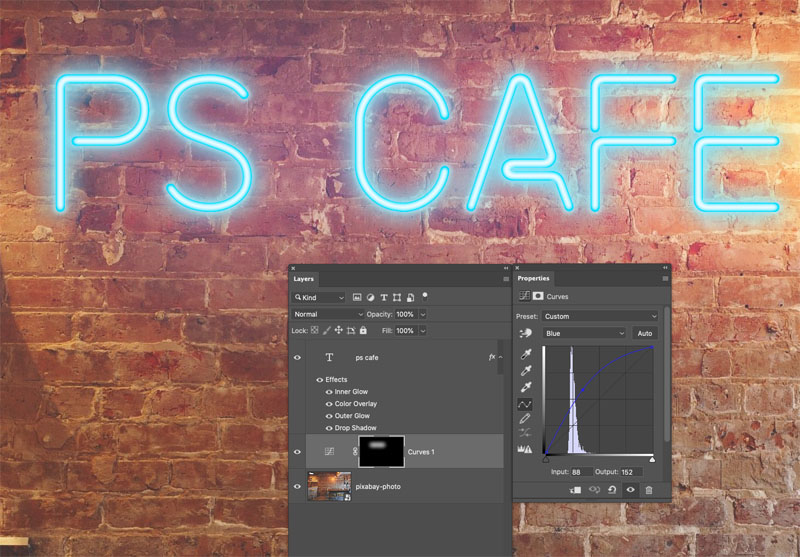 PS CAFE
Layers
Kind
Normal
Opacity: 100%
Lock:
Fill: 100%
T
ps cafe
fx
Effects
Inner Glow
Color Overlay
Outer Glow
Drop Shadow
Curves 1
pixabay-photo
Properties
Curves
Preset: Custom
Blue
Auto
Input: 88 Output: 152